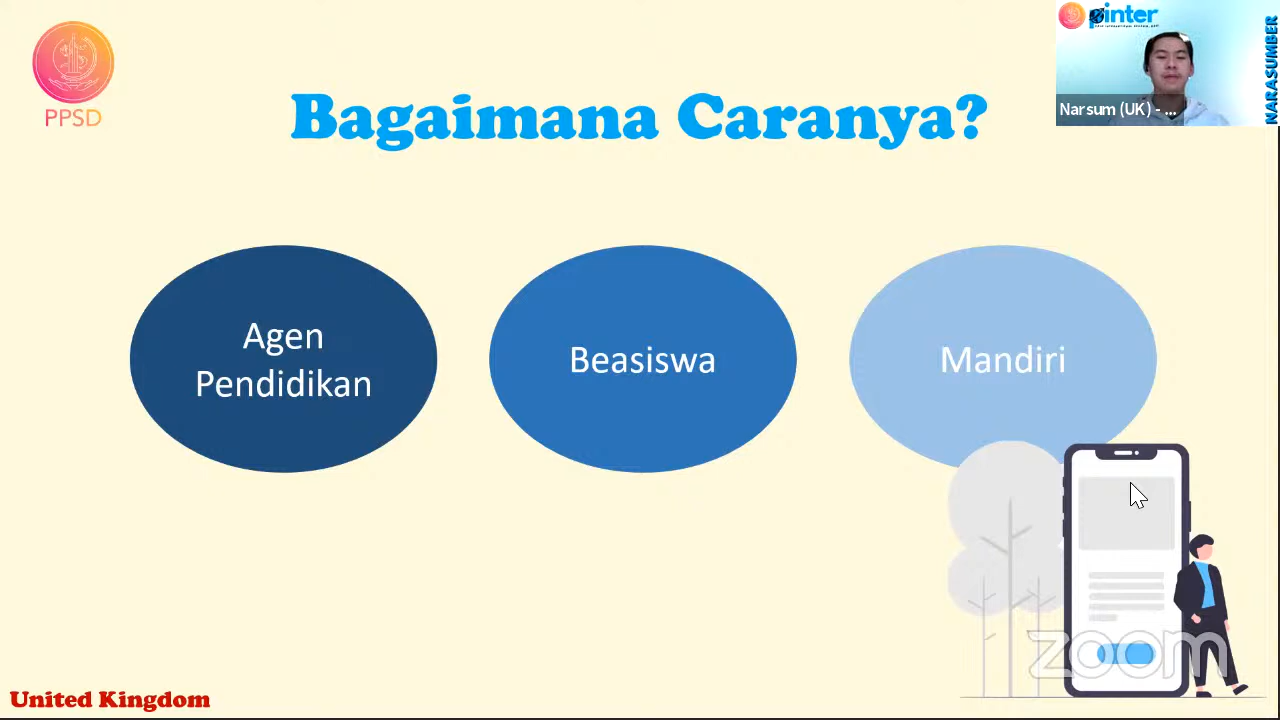 PPSD
Bagaimana Caranya?
pinter
NARASUMBER
Narsum (UK) - ...
Agen
Pendidikan
Beasiswa
Mandiri
zoom
United Kingdom